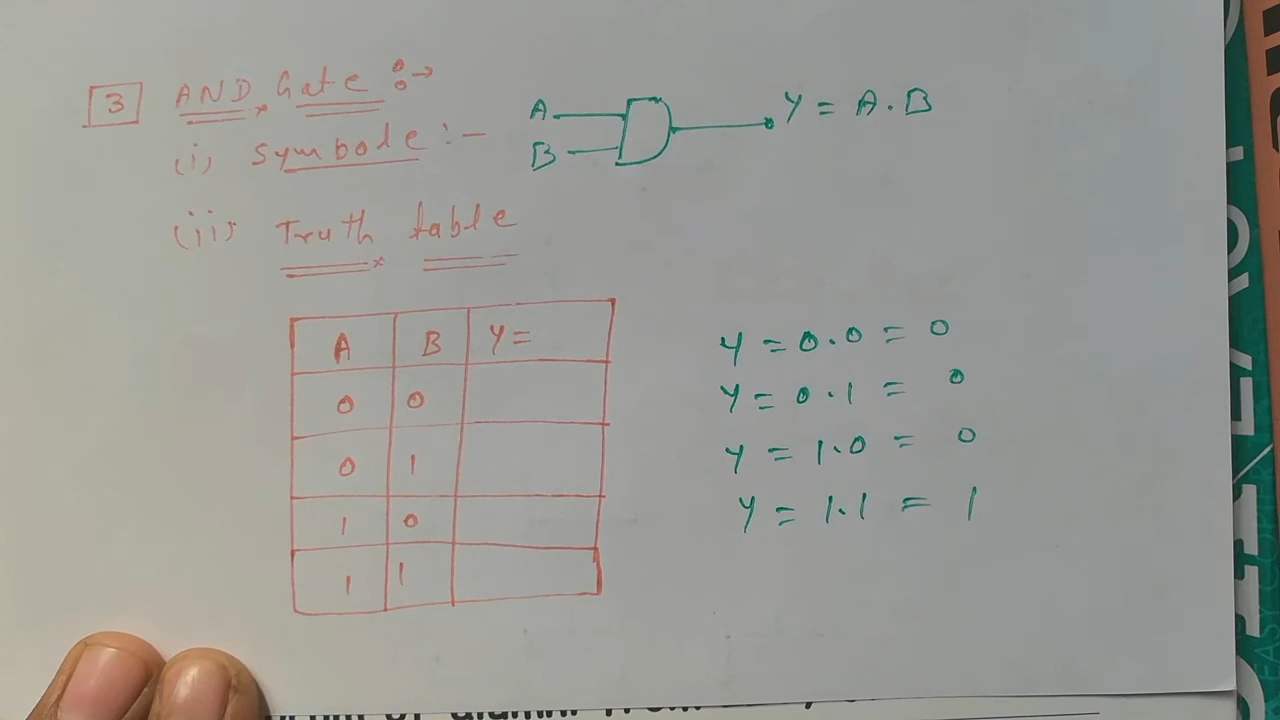 3 AND Gate :→
(i) Symbole :-
A
B
Y = A.B
(ii) Truth table
A B Y =
0 0
0 1
1 0
1 1
Y = 0.0 = 0
Y = 0.1 = 0
Y = 1.0 = 0
Y = 1.1 = 1